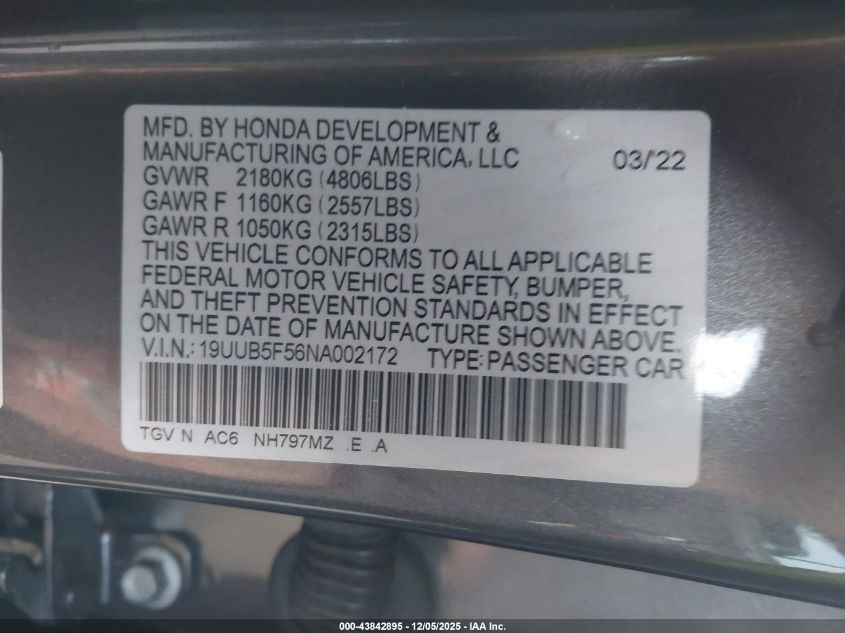 MFD. BY HONDA DEVELOPMENT &
MANUFACTURING OF AMERICA, LLC 03/'22
GVWR 2180KG (4806LBS)
GAWR F 1160KG (2557LBS)
GAWR R 1050KG (2315LBS)
THIS VEHICLE CONFORMS TO ALL APPLICABLE
FEDERAL MOTOR VEHICLE SAFETY, BUMPER,
AND THEFT PREVENTION STANDARDS IN EFFECT
ON THE DATE OF MANUFACTURE SHOWN ABOVE.
V.I.N.: 19UUB5F56NA002172 TYPE: PASSENGER CAR
TGV N AC6 NH797MZ .E .A
000-43842895 - 12/05/2025 - IAA Inc.